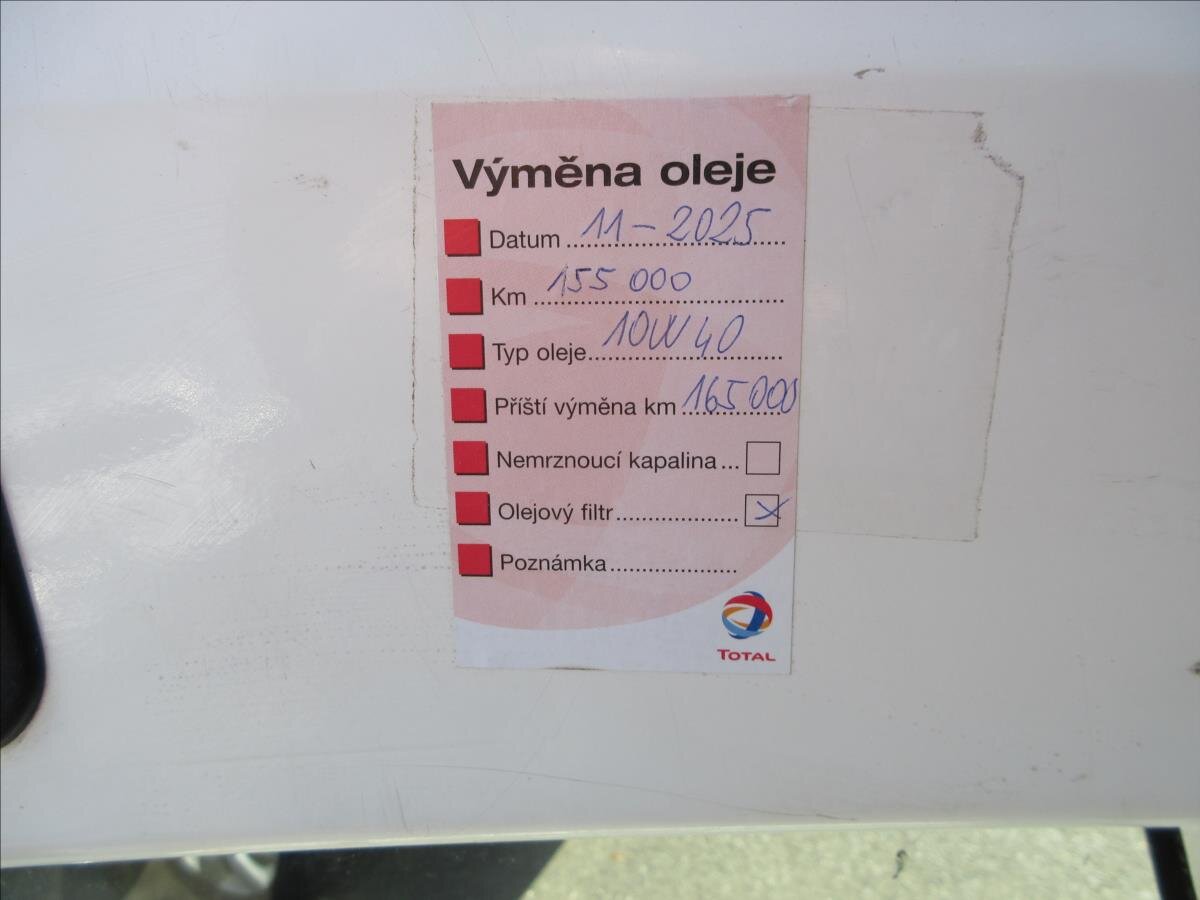 Výměna oleje
Datum ........ 11 - 2025
Km ........ 155 000
Typ oleje........ 10W40
Příští výměna km ........ 165000
Nemrznoucí kapalina ... ☐
Olejový filtr........ ☒
Poznámka........
TOTAL